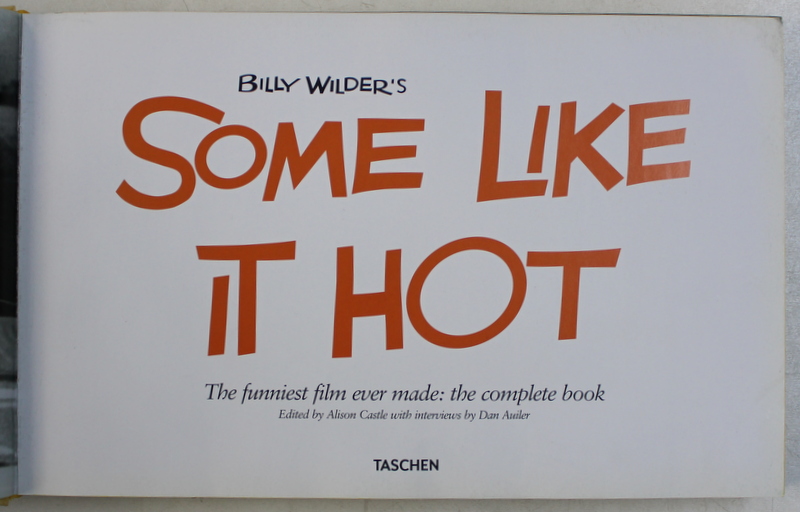 BILLY WILDER'S
SOME LIKE
IT HOT
The funniest film ever made: the complete book
Edited by Alison Castle with interviews by Dan Auiler
TASCHEN